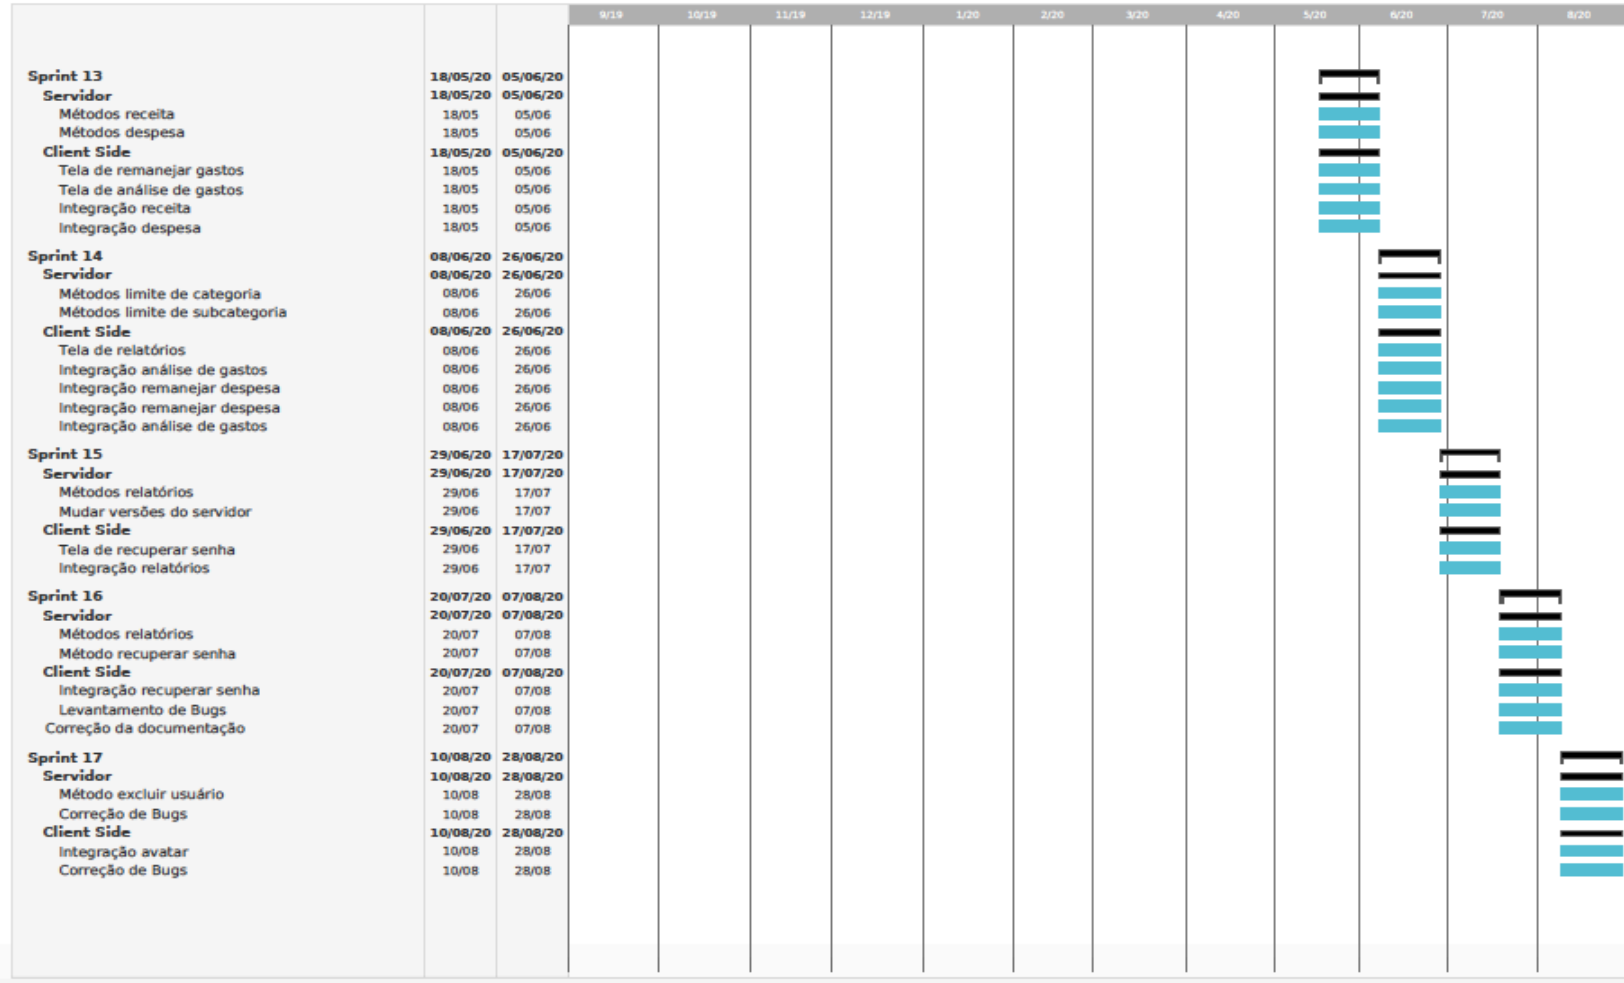 9/19 10/19 11/19 12/19 1/20 2/20 3/20 4/20 5/20 6/20 7/20 8/20
Sprint 13 18/05/20 05/06/20
Servidor 18/05/20 05/06/20
Métodos receita 18/05 05/06
Métodos despesa 18/05 05/06
Client Side 18/05/20 05/06/20
Tela de remanejar gastos 18/05 05/06
Tela de análise de gastos 18/05 05/06
Integração receita 18/05 05/06
Integração despesa 18/05 05/06
Sprint 14 08/06/20 26/06/20
Servidor 08/06/20 26/06/20
Métodos limite de categoria 08/06 26/06
Métodos limite de subcategoria 08/06 26/06
Client Side 08/06/20 26/06/20
Tela de relatórios 08/06 26/06
Integração análise de gastos 08/06 26/06
Integração remanejar despesa 08/06 26/06
Integração remanejar despesa 08/06 26/06
Integração análise de gastos 08/06 26/06
Sprint 15 29/06/20 17/07/20
Servidor 29/06/20 17/07/20
Métodos relatórios 29/06 17/07
Mudar versões do servidor 29/06 17/07
Client Side 29/06/20 17/07/20
Tela de recuperar senha 29/06 17/07
Integração relatórios 29/06 17/07
Sprint 16 20/07/20 07/08/20
Servidor 20/07/20 07/08/20
Métodos relatórios 20/07 07/08
Método recuperar senha 20/07 07/08
Client Side 20/07/20 07/08/20
Integração recuperar senha 20/07 07/08
Levantamento de Bugs 20/07 07/08
Correção da documentação 20/07 07/08
Sprint 17 10/08/20 28/08/20
Servidor 10/08/20 28/08/20
Método excluir usuário 10/08 28/08
Correção de Bugs 10/08 28/08
Client Side 10/08/20 28/08/20
Integração avatar 10/08 28/08
Correção de Bugs 10/08 28/08